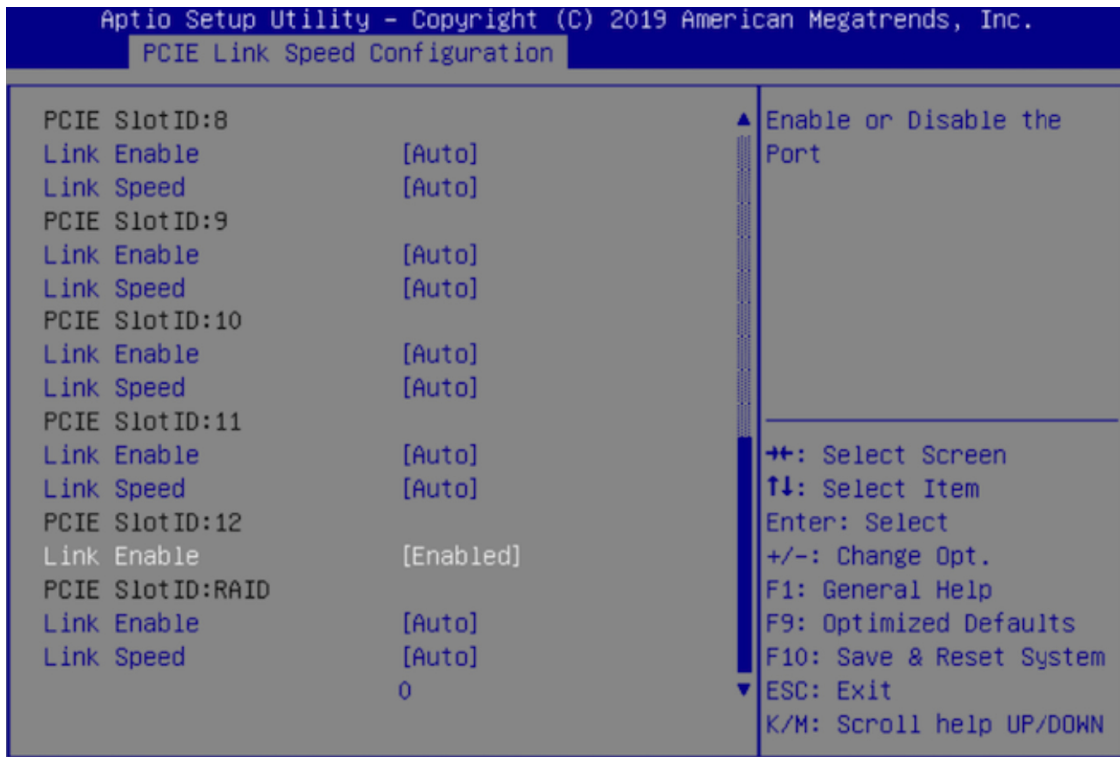 Aptio Setup Utility – Copyright (C) 2019 American Megatrends, Inc.
PCIE Link Speed Configuration
PCIE SlotID:8
Link Enable [Auto]
Link Speed [Auto]
PCIE SlotID:9
Link Enable [Auto]
Link Speed [Auto]
PCIE SlotID:10
Link Enable [Auto]
Link Speed [Auto]
PCIE SlotID:11
Link Enable [Auto]
Link Speed [Auto]
PCIE SlotID:12
Link Enable [Enabled]
PCIE SlotID:RAID
Link Enable [Auto]
Link Speed [Auto]
0
Enable or Disable the
Port
→←: Select Screen
↑↓: Select Item
Enter: Select
+/-: Change Opt.
F1: General Help
F9: Optimized Defaults
F10: Save & Reset System
ESC: Exit
K/M: Scroll help UP/DOWN